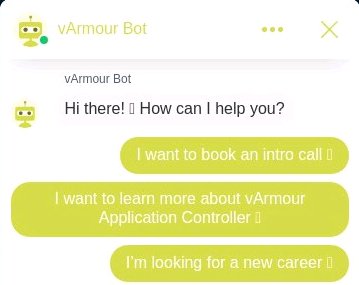 vArmour Bot
vArmour Bot
Hi there! ▯ How can I help you?
I want to book an intro call ▯
I want to learn more about vArmour
Application Controller ▯
I'm looking for a new career ▯